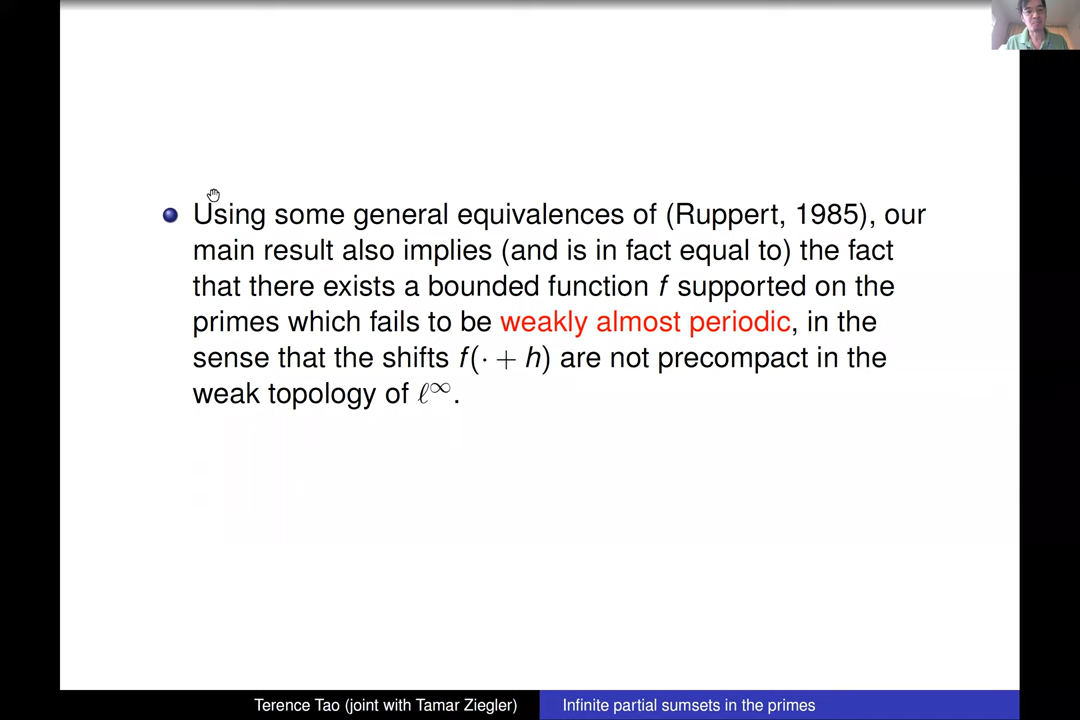 Using some general equivalences of (Ruppert, 1985), our
main result also implies (and is in fact equal to) the fact
that there exists a bounded function f supported on the
primes which fails to be weakly almost periodic, in the
sense that the shifts f(· + h) are not precompact in the
weak topology of ℓ∞.
Terence Tao (joint with Tamar Ziegler)
Infinite partial sumsets in the primes